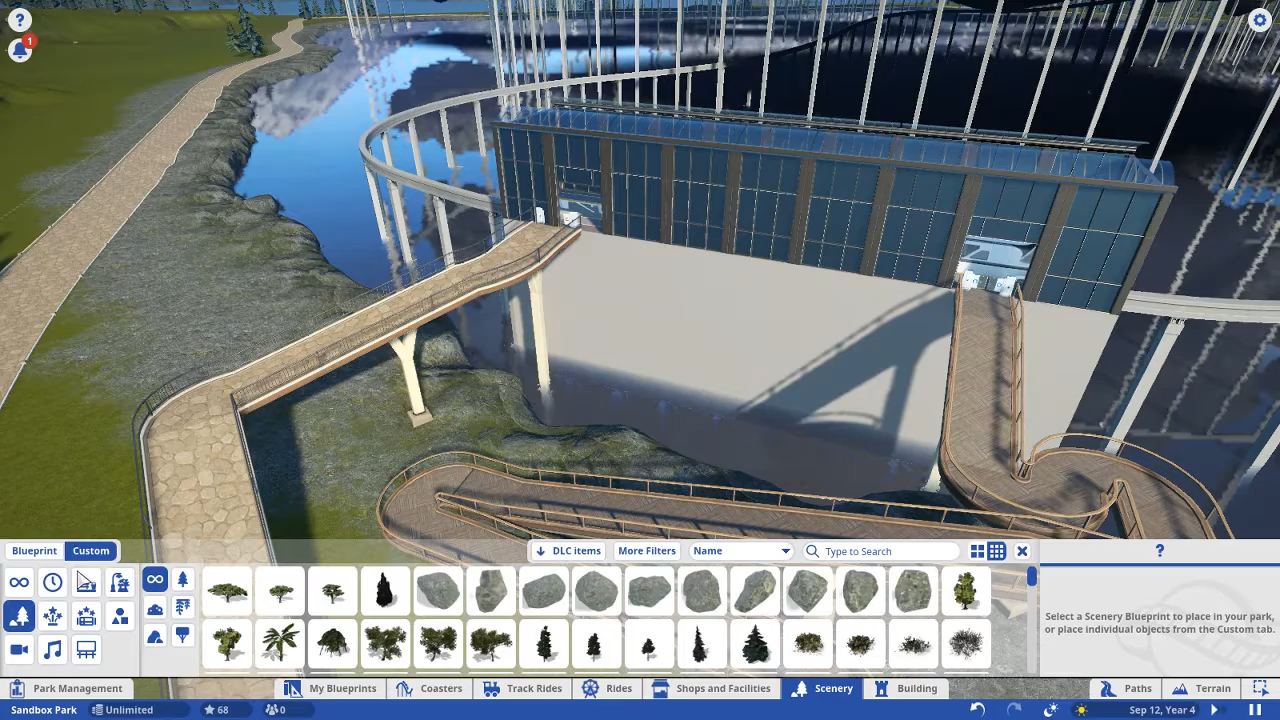 ?
1
Blueprint
Custom
DLC items
More Filters
Name
Type to Search
?
Select a Scenery Blueprint to place in your park,
or place individual objects from the Custom tab.
Park Management
My Blueprints
Coasters
Track Rides
Rides
Shops and Facilities
Scenery
Building
Paths
Terrain
Sandbox Park
Unlimited
68
0
Sep 12, Year 4